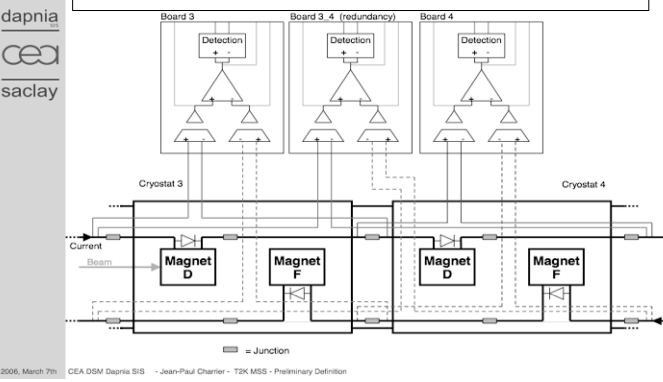 dapnia
cea
saclay
Board 3
Board 3_4 (redundancy)
Board 4
Detection
+ -
Detection
+ -
Detection
+ -
+ -
- +
+ -
- +
+ -
- +
Cryostat 3
Cryostat 4
Current
Beam
Magnet
D
Magnet
F
Magnet
D
Magnet
F
= Junction
2006, March 7th CEA DSM Dapnia SIS - Jean-Paul Charrier - T2K MSS - Preliminary Definition